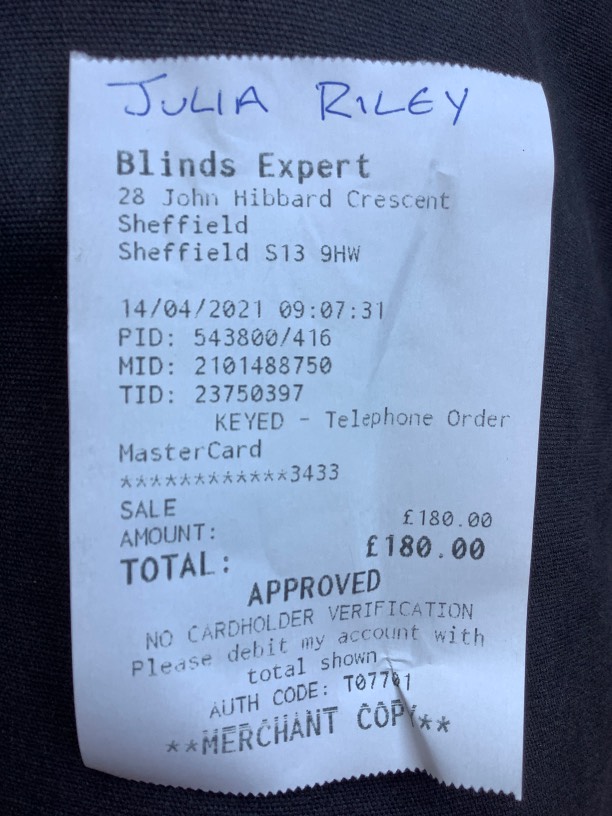 JULIA RILEY
Blinds Expert
28 John Hibbard Crescent
Sheffield
Sheffield S13 9HW
14/04/2021 09:07:31
PID: 543800/416
MID: 2101488750
TID: 23750397
KEYED - Telephone Order
MasterCard
************3433
SALE
AMOUNT: £180.00
TOTAL: £180.00
APPROVED
NO CARDHOLDER VERIFICATION
Please debit my account with
total shown
AUTH CODE:
**MERCHANT COPY**